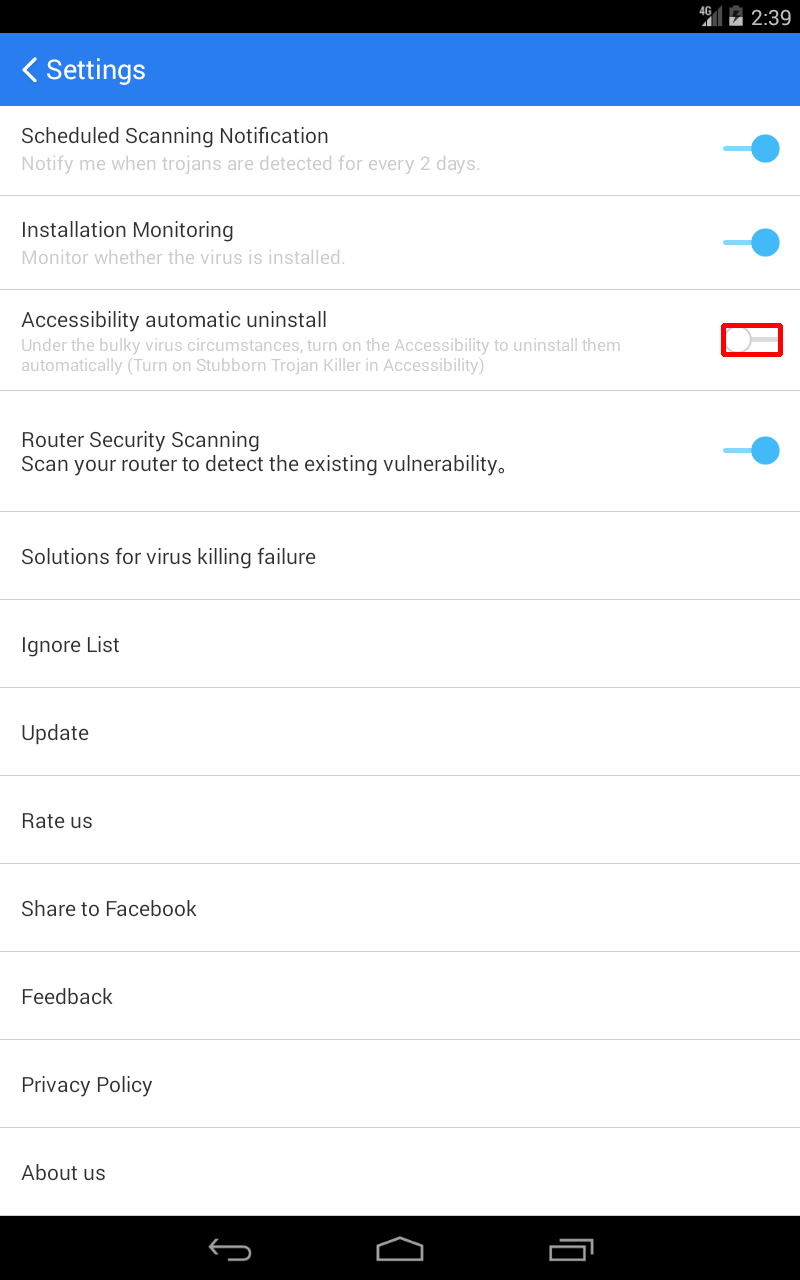 4G 2:39
Settings
Scheduled Scanning Notification
Notify me when trojans are detected for every 2 days.
Installation Monitoring
Monitor whether the virus is installed.
Accessibility automatic uninstall
Under the bulky virus circumstances, turn on the Accessibility to uninstall them
automatically (Turn on Stubborn Trojan Killer in Accessibility)
Router Security Scanning
Scan your router to detect the existing vulnerability。
Solutions for virus killing failure
Ignore List
Update
Rate us
Share to Facebook
Feedback
Privacy Policy
About us